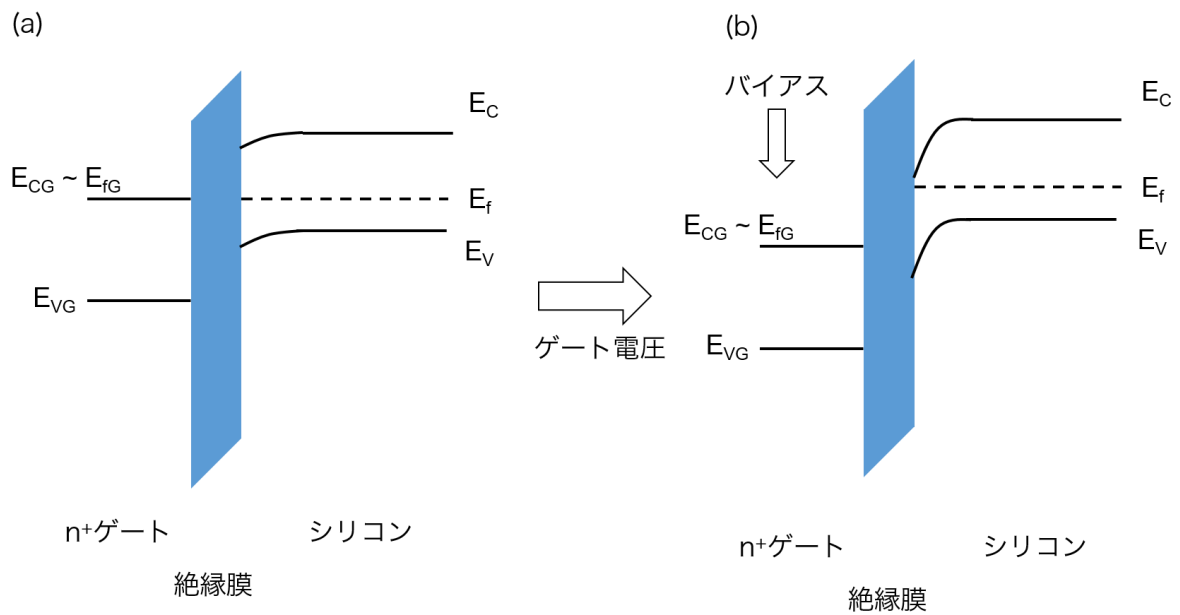 (a)
E_C
E_CG ~ E_fG
E_f
E_V
E_VG
n⁺ゲート
シリコン
絶縁膜
ゲート電圧
(b)
バイアス
E_C
E_f
E_CG ~ E_fG
E_V
E_VG
n⁺ゲート
シリコン
絶縁膜